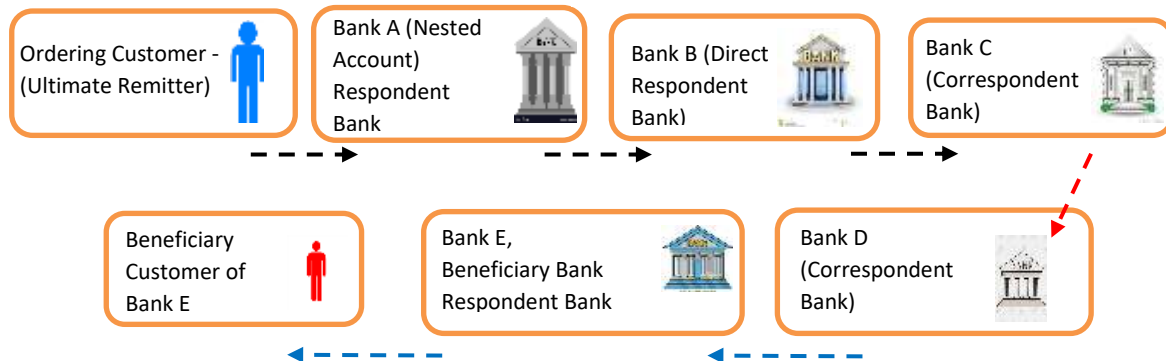 Ordering Customer -
(Ultimate Remitter)
Bank A (Nested
Account)
Respondent
Bank
Bank B (Direct
Respondent
Bank)
BANK
Bank C
(Correspondent
Bank)
Beneficiary
Customer of
Bank E
Bank E,
Beneficiary Bank
Respondent Bank
Bank D
(Correspondent
Bank)